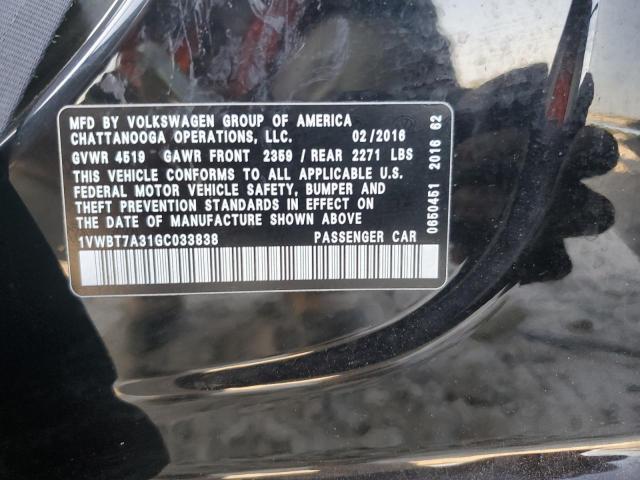 MFD BY VOLKSWAGEN GROUP OF AMERICA
CHATTANOOGA OPERATIONS, LLC. 02/2016
GVWR 4519 GAWR FRONT 2359 / REAR 2271 LBS
THIS VEHICLE CONFORMS TO ALL APPLICABLE U.S.
FEDERAL MOTOR VEHICLE SAFETY, BUMPER AND
THEFT PREVENTION STANDARDS IN EFFECT ON
THE DATE OF MANUFACTURE SHOWN ABOVE
1VWBT7A31GC033838 PASSENGER CAR
0650451 2016 62